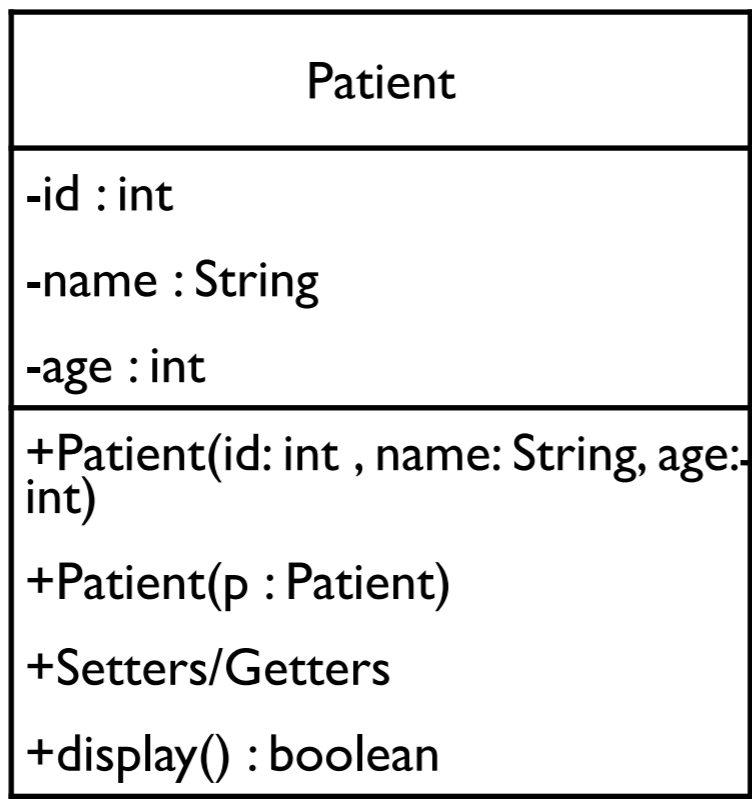 Patient
-id : int
-name : String
-age : int
+Patient(id: int , name: String, age:-
int)
+Patient(p : Patient)
+Setters/Getters
+display() : boolean